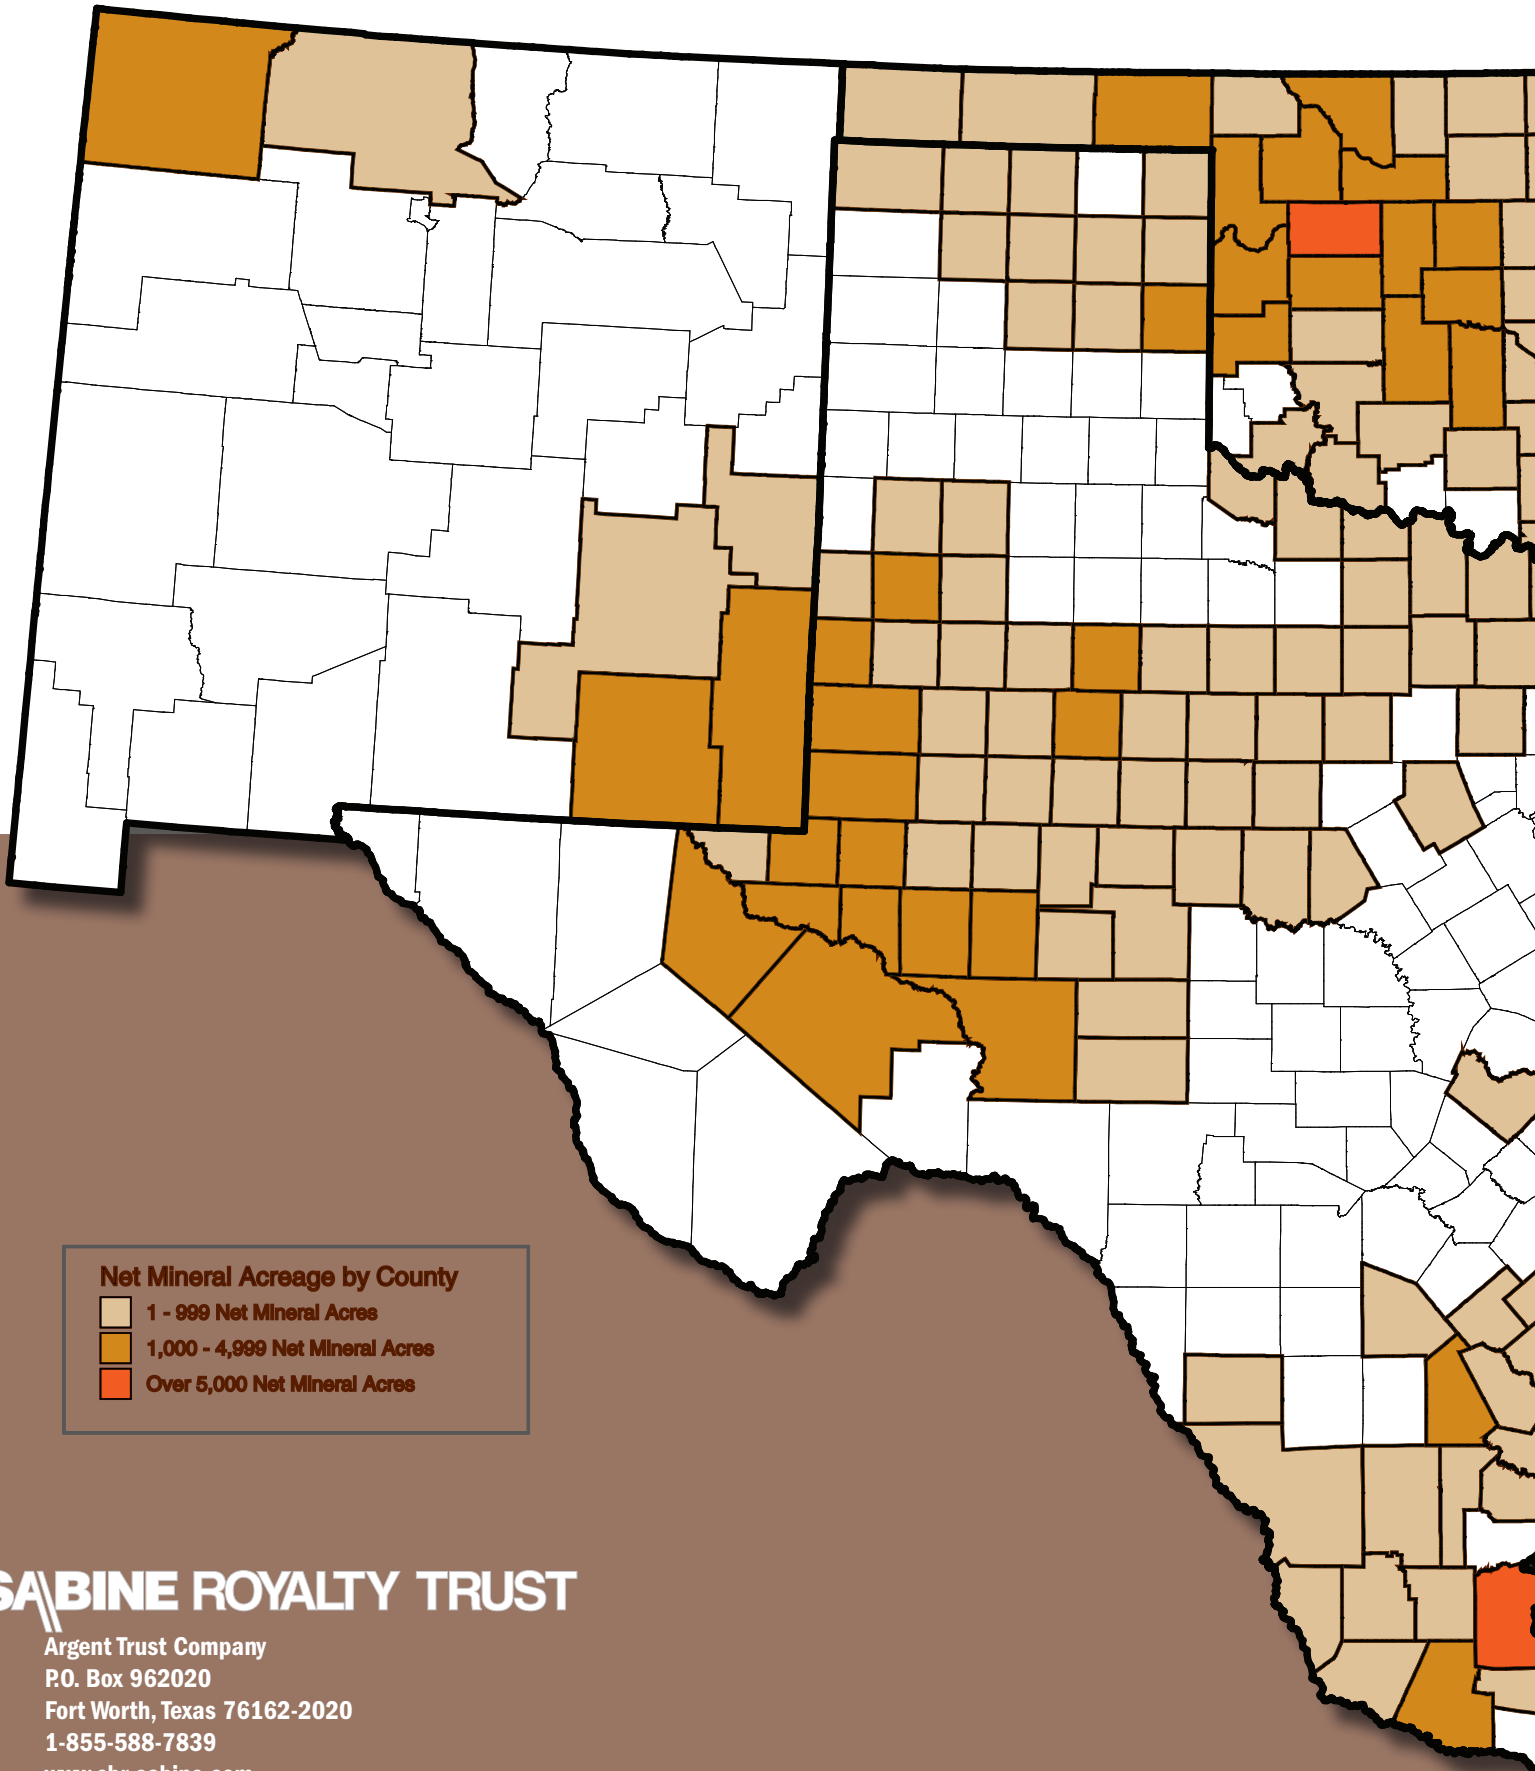 Net Mineral Acreage by County
1 - 999 Net Mineral Acres
1,000 - 4,999 Net Mineral Acres
Over 5,000 Net Mineral Acres
SABINE ROYALTY TRUST
Argent Trust Company
P.O. Box 962020
Fort Worth, Texas 76162-2020
1-855-588-7839